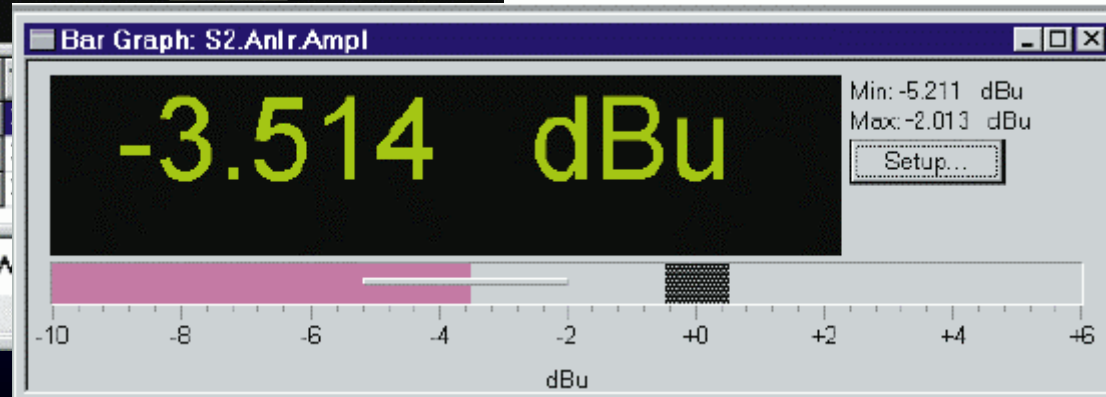 Bar Graph: S2.Anlr.Ampl
-3.514 dBu
Min: -5.211 dBu
Max: -2.013 dBu
Setup...
-10 -8 -6 -4 -2 +0 +2 +4 +6
dBu